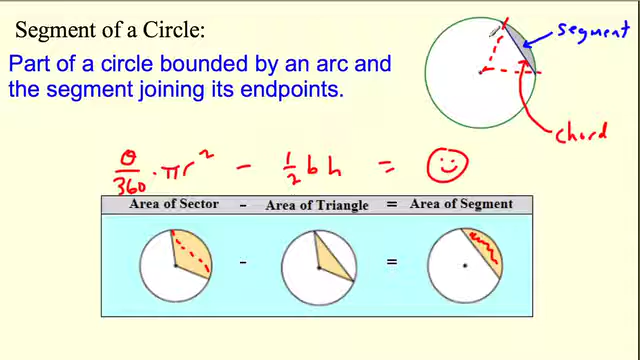 Segment of a Circle:
segment
Part of a circle bounded by an arc and
the segment joining its endpoints.
chord
θ/360 · πr² - 1/2 b h =
Area of Sector - Area of Triangle = Area of Segment
- =